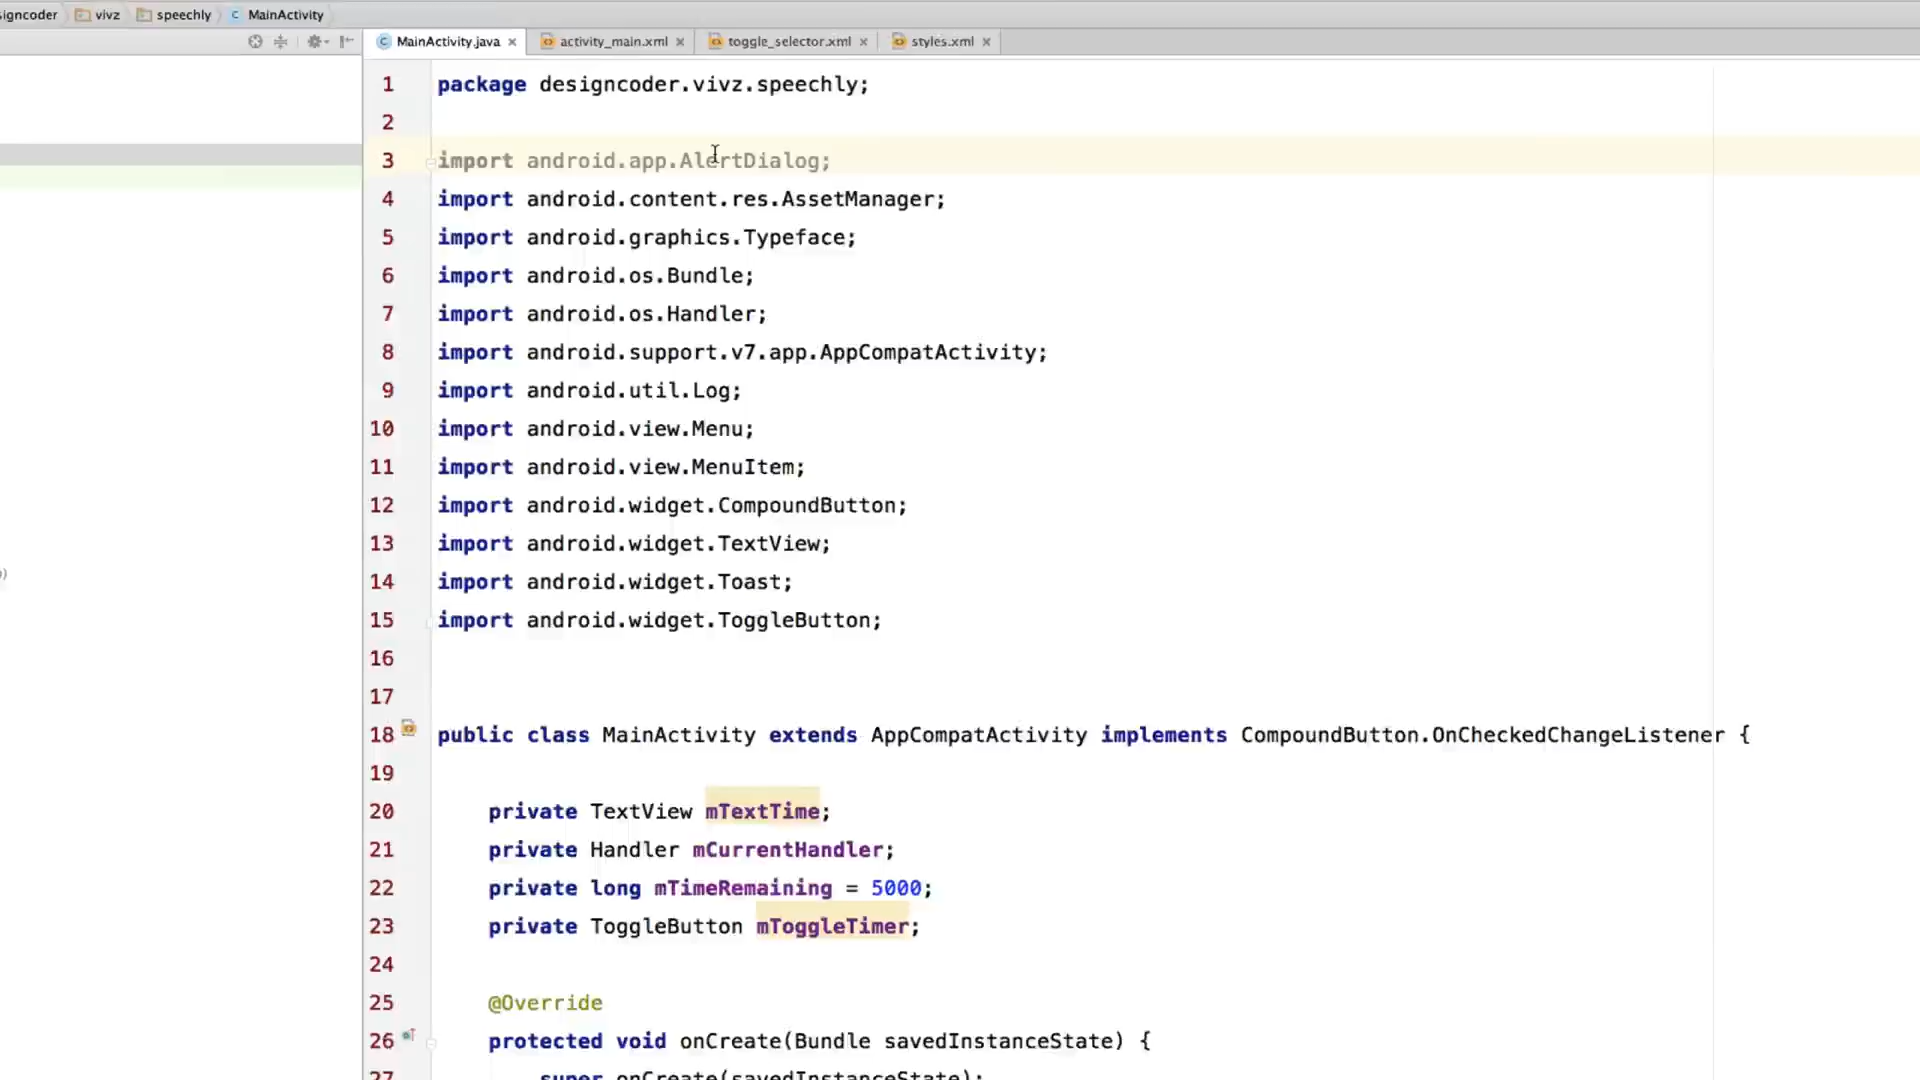 igncoder vivz speechly MainActivity
MainActivity.java activity_main.xml toggle_selector.xml styles.xml
1 package designcoder.vivz.speechly;
2
3 import android.app.AlertDialog;
4 import android.content.res.AssetManager;
5 import android.graphics.Typeface;
6 import android.os.Bundle;
7 import android.os.Handler;
8 import android.support.v7.app.AppCompatActivity;
9 import android.util.Log;
10 import android.view.Menu;
11 import android.view.MenuItem;
12 import android.widget.CompoundButton;
13 import android.widget.TextView;
14 import android.widget.Toast;
15 import android.widget.ToggleButton;
16
17
18 public class MainActivity extends AppCompatActivity implements CompoundButton.OnCheckedChangeListener {
19
20 private TextView mTextTime;
21 private Handler mCurrentHandler;
22 private long mTimeRemaining = 5000;
23 private ToggleButton mToggleTimer;
24
25 @Override
26 protected void onCreate(Bundle savedInstanceState) {
27 super.onCreate(savedInstanceState);